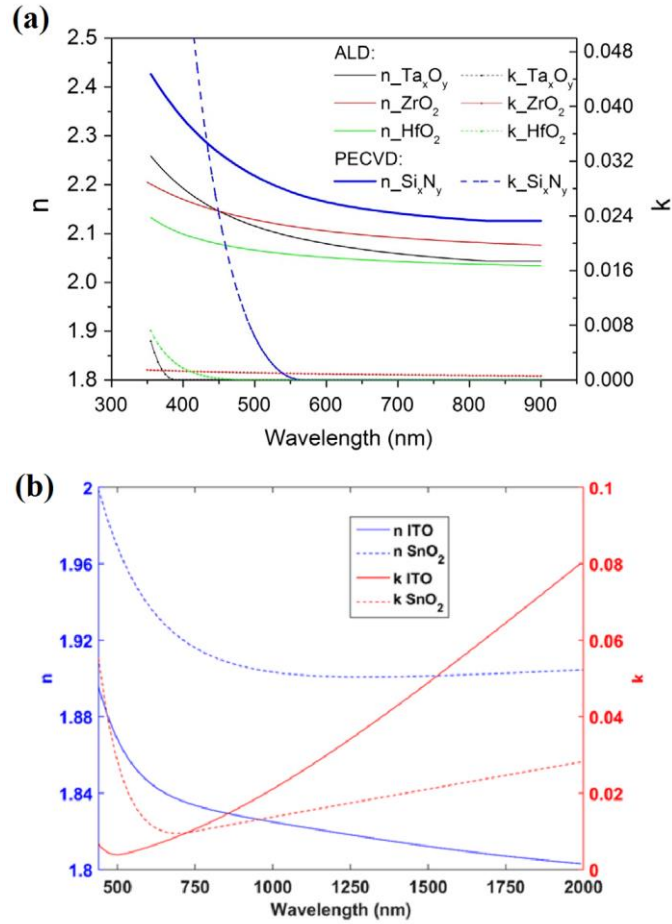 (a)
2.5
2.4
2.3
2.2
2.1
2.0
1.9
1.8
n
ALD:
n_TaxOy k_TaxOy
n_ZrO2 k_ZrO2
n_HfO2 k_HfO2
PECVD:
n_SixNy k_SixNy
0.048
0.040
0.032
0.024
0.016
0.008
0.000
k
300 400 500 600 700 800 900
Wavelength (nm)
(b)
2
1.96
1.92
1.88
1.84
1.8
n
n ITO
n SnO2
k ITO
k SnO2
0.1
0.08
0.06
0.04
0.02
0
k
500 750 1000 1250 1500 1750 2000
Wavelength (nm)